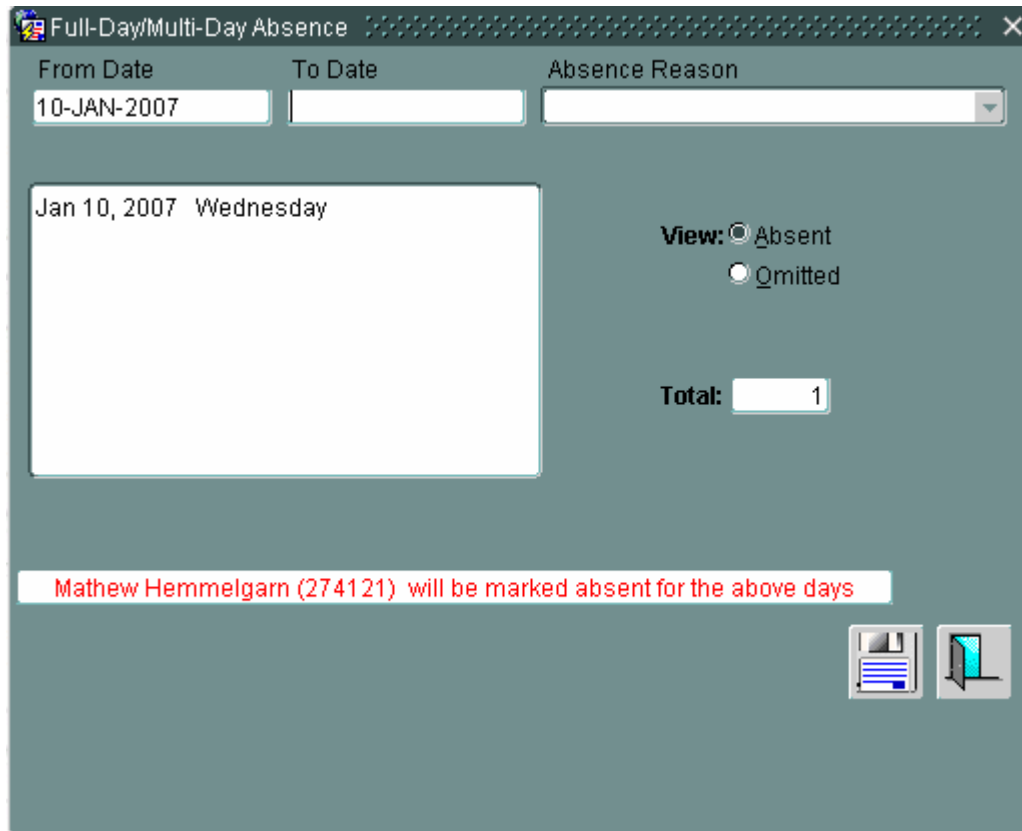 Full-Day/Multi-Day Absence
From Date To Date Absence Reason
10-JAN-2007
Jan 10, 2007 Wednesday
View: Absent
Omitted
Total: 1
Mathew Hemmelgarn (274121) will be marked absent for the above days